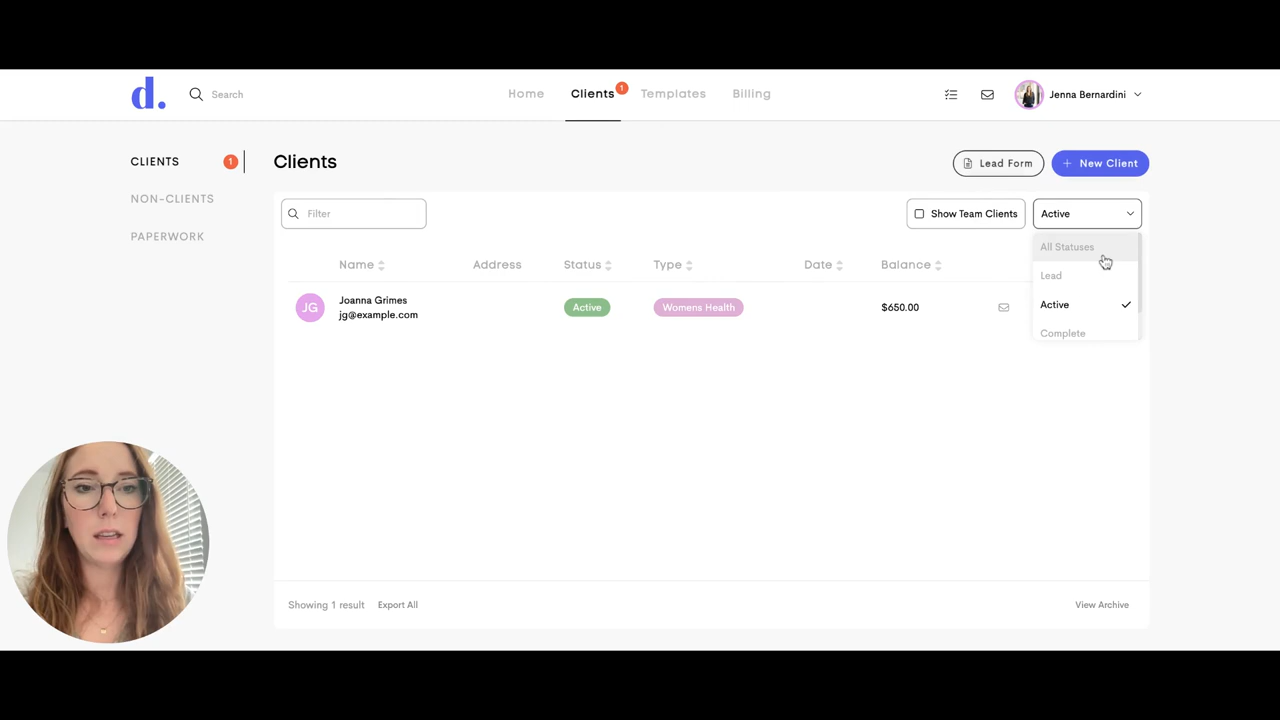 d.
Search
Home
Clients
1
Templates
Billing
Jenna Bernardini
CLIENTS
1
NON-CLIENTS
PAPERWORK
Clients
Lead Form
+ New Client
Filter
Show Team Clients
Active
All Statuses
Lead
Active
Complete
Name
Address
Status
Type
Date
Balance
JG
Joanna Grimes
jg@example.com
Active
Womens Health
$650.00
Showing 1 result
Export All
View Archive